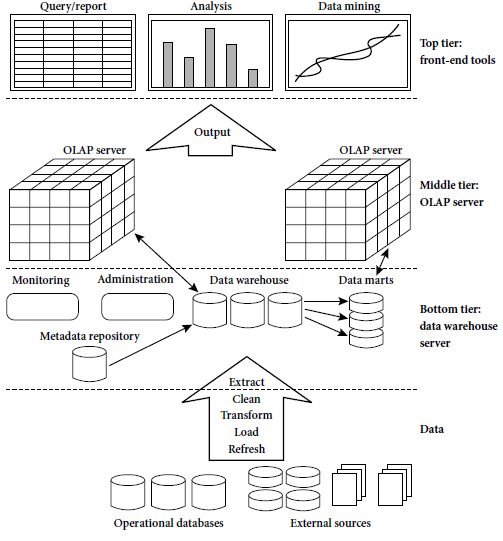 Query/report
Analysis
Data mining
Top tier:
front-end tools
Output
OLAP server
OLAP server
Middle tier:
OLAP server
Monitoring
Administration
Data warehouse
Data marts
Metadata repository
Bottom tier:
data warehouse
server
Extract
Clean
Transform
Load
Refresh
Data
Operational databases
External sources